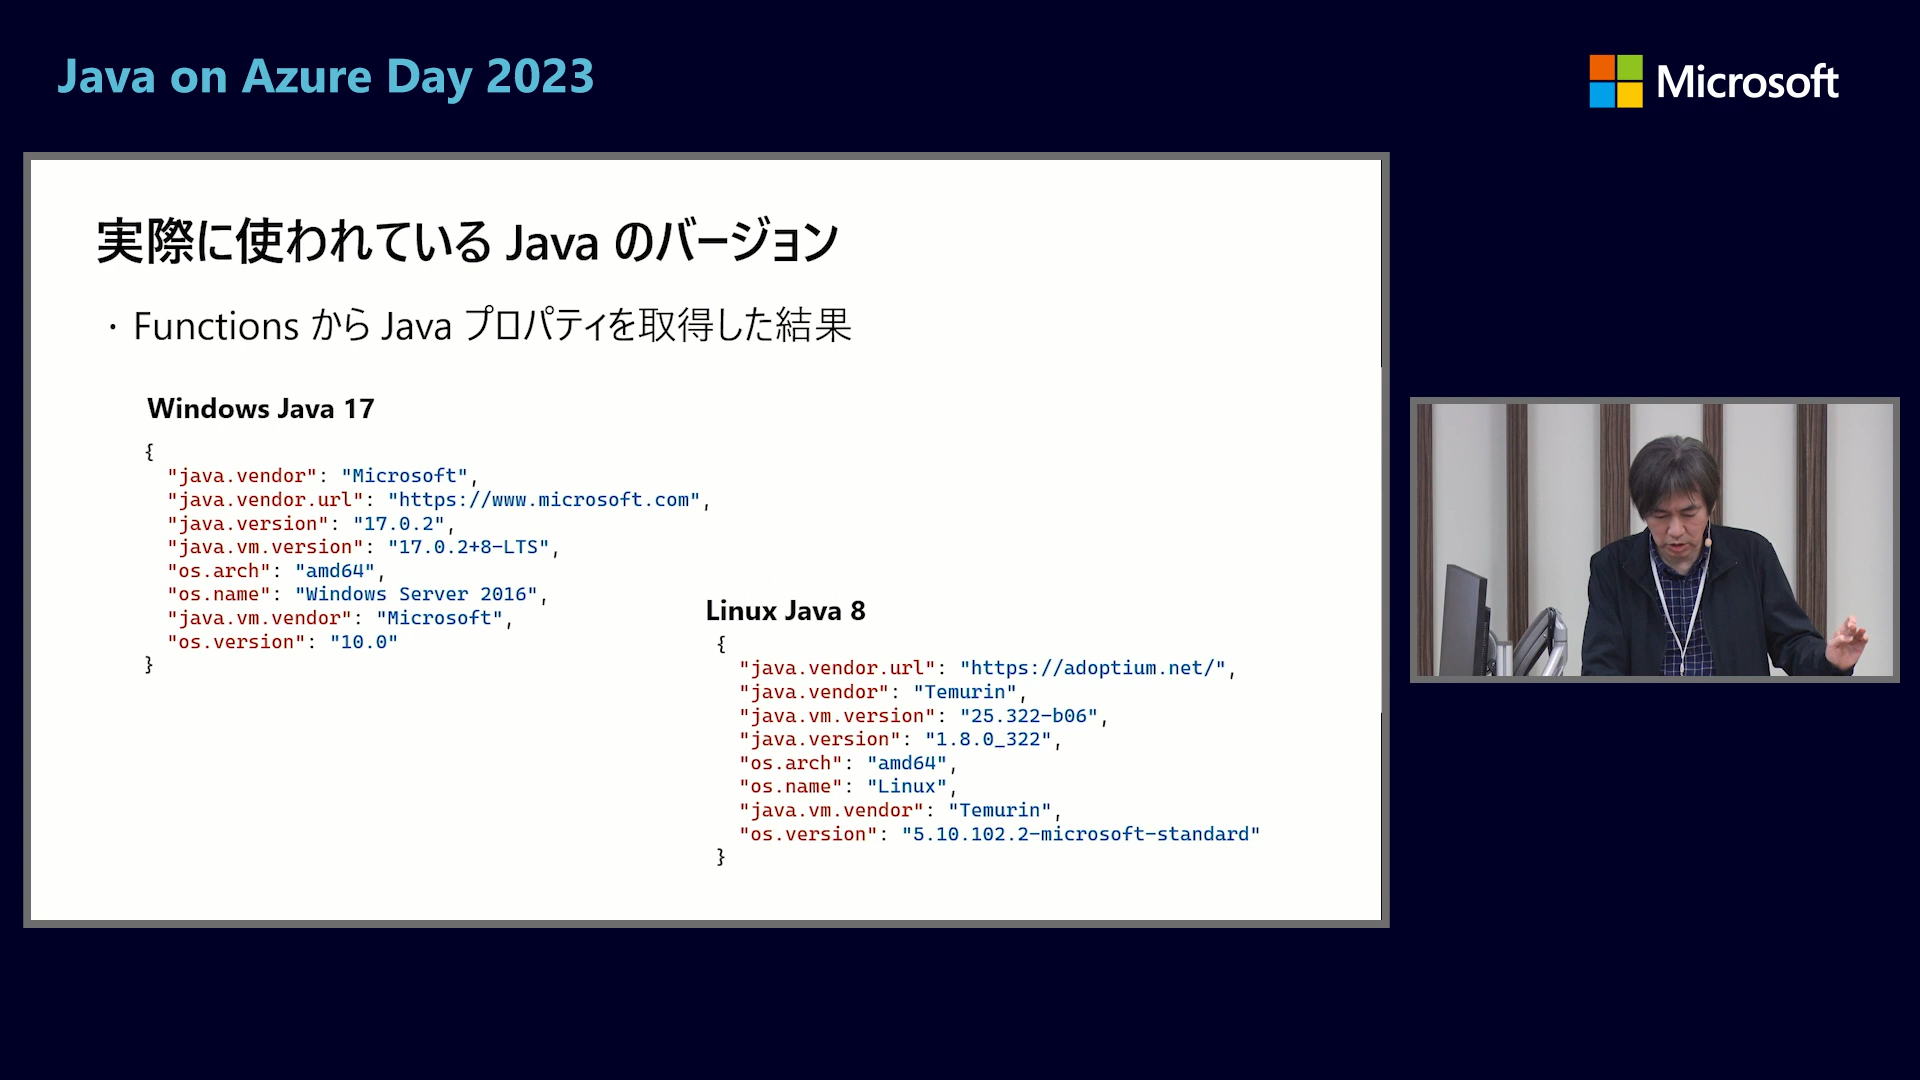 Java on Azure Day 2023
Microsoft
実際に使われている Java のバージョン
・ Functions から Java プロパティを取得した結果
Windows Java 17
{
"java.vendor": "Microsoft",
"java.vendor.url": "https://www.microsoft.com",
"java.version": "17.0.2",
"java.vm.version": "17.0.2+8-LTS",
"os.arch": "amd64",
"os.name": "Windows Server 2016",
"java.vm.vendor": "Microsoft",
"os.version": "10.0"
}
Linux Java 8
{
"java.vendor.url": "https://adoptium.net/",
"java.vendor": "Temurin",
"java.vm.version": "25.322-b06",
"java.version": "1.8.0_322",
"os.arch": "amd64",
"os.name": "Linux",
"java.vm.vendor": "Temurin",
"os.version": "5.10.102.2-microsoft-standard"
}